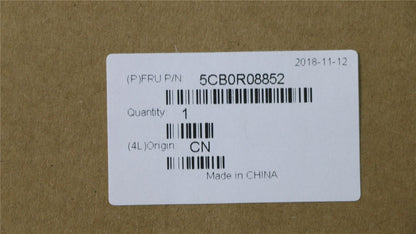 2018-11-12
(P)FRU P/N: 5CB0R08852
Quantity: 1
(4L)Origin: CN
Made in CHINA